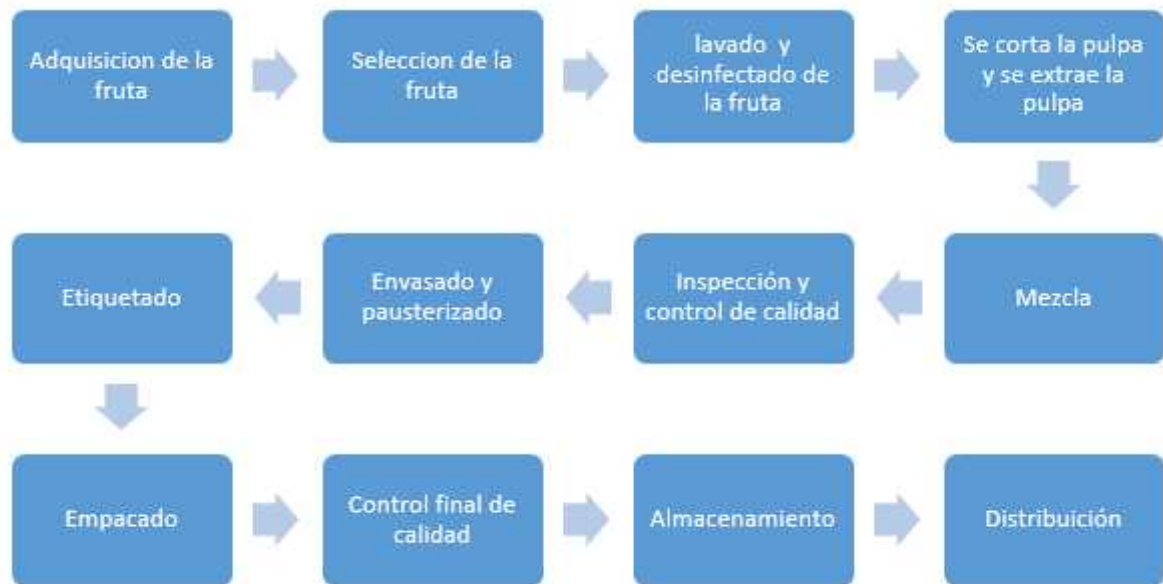 Adquisicion de la
fruta
Seleccion de la
fruta
lavado y
desinfectado de
la fruta
Se corta la pulpa
y se extrae la
pulpa
Mezcla
Inspección y
control de calidad
Envasado y
pausterizado
Etiquetado
Empacado
Control final de
calidad
Almacenamiento
Distribuición